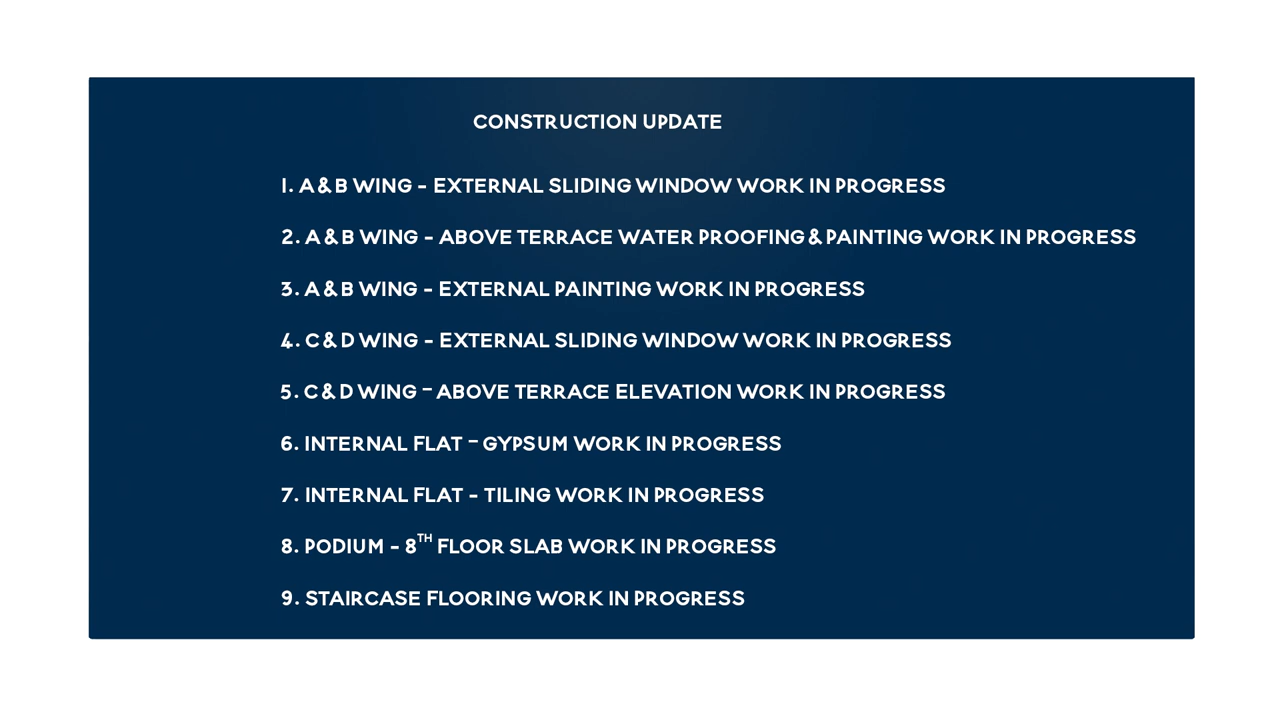 CONSTRUCTION UPDATE
1. A & B WING - EXTERNAL SLIDING WINDOW WORK IN PROGRESS
2. A & B WING - ABOVE TERRACE WATER PROOFING & PAINTING WORK IN PROGRESS
3. A & B WING - EXTERNAL PAINTING WORK IN PROGRESS
4. C & D WING - EXTERNAL SLIDING WINDOW WORK IN PROGRESS
5. C & D WING – ABOVE TERRACE ELEVATION WORK IN PROGRESS
6. INTERNAL FLAT – GYPSUM WORK IN PROGRESS
7. INTERNAL FLAT - TILING WORK IN PROGRESS
8. PODIUM - 8TH FLOOR SLAB WORK IN PROGRESS
9. STAIRCASE FLOORING WORK IN PROGRESS